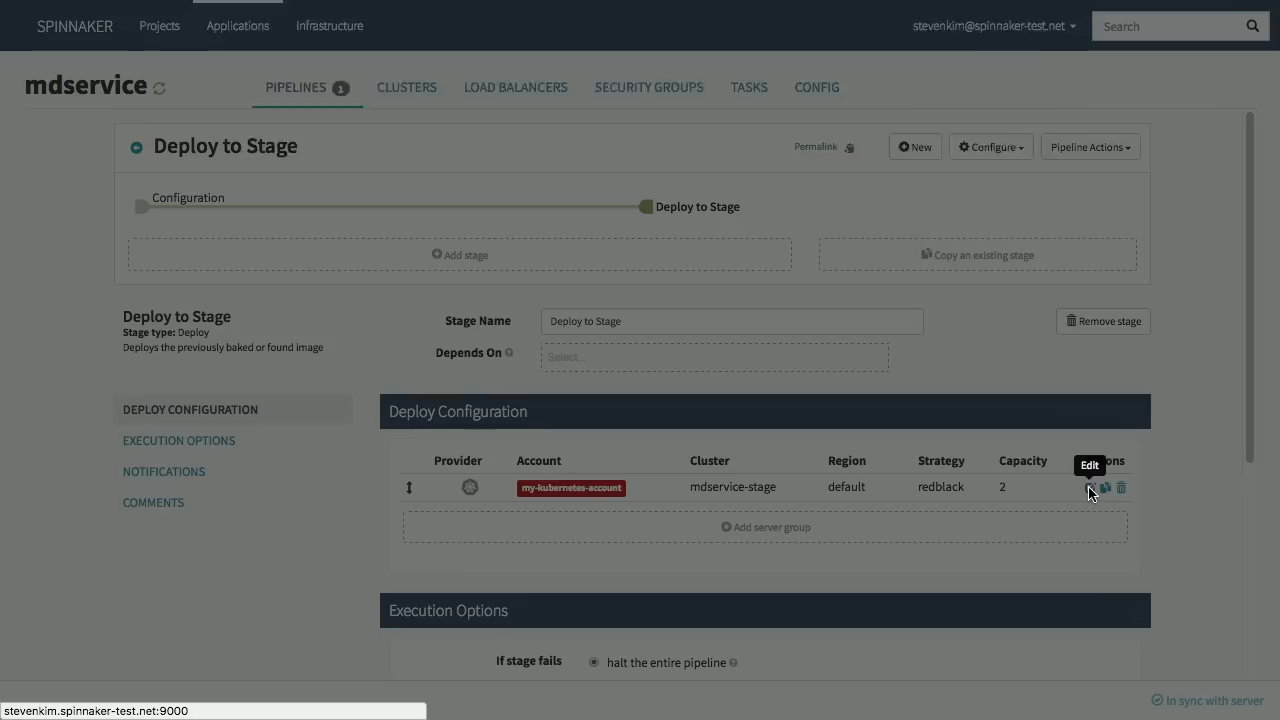 SPINNAKER Projects Applications Infrastructure stevenkim@spinnaker-test.net Search
mdservice PIPELINES 1 CLUSTERS LOAD BALANCERS SECURITY GROUPS TASKS CONFIG
Deploy to Stage Permalink New Configure Pipeline Actions
Configuration
Deploy to Stage
Add stage Copy an existing stage
Deploy to Stage
Stage type: Deploy
Deploys the previously baked or found image
Stage Name Deploy to Stage Remove stage
Depends On Select...
DEPLOY CONFIGURATION
EXECUTION OPTIONS
NOTIFICATIONS
COMMENTS
Deploy Configuration
Provider Account Cluster Region Strategy Capacity
Edit
my-kubernetes-account mdservice-stage default redblack 2
Add server group
Execution Options
If stage fails halt the entire pipeline
In sync with server
stevenkim.spinnaker-test.net:9000